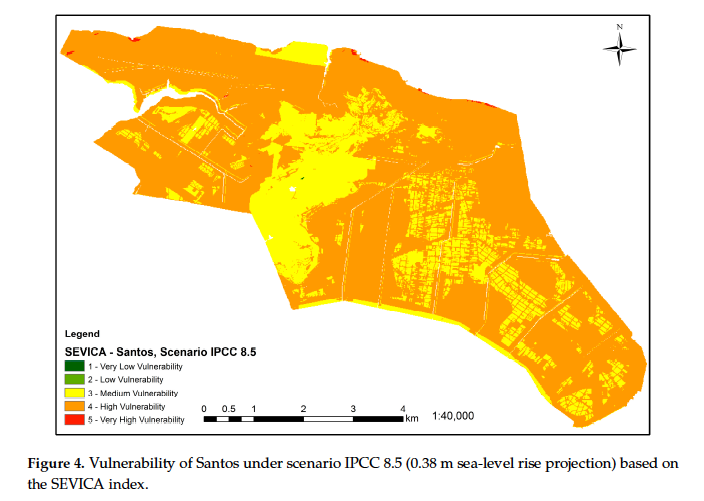 N
Legend
SEVICA - Santos, Scenario IPCC 8.5
1 - Very Low Vulnerability
2 - Low Vulnerability
3 - Medium Vulnerability
4 - High Vulnerability
5 - Very High Vulnerability
0 0.5 1 2 3 4
km
1:40,000
Figure 4. Vulnerability of Santos under scenario IPCC 8.5 (0.38 m sea-level rise projection) based on
the SEVICA index.